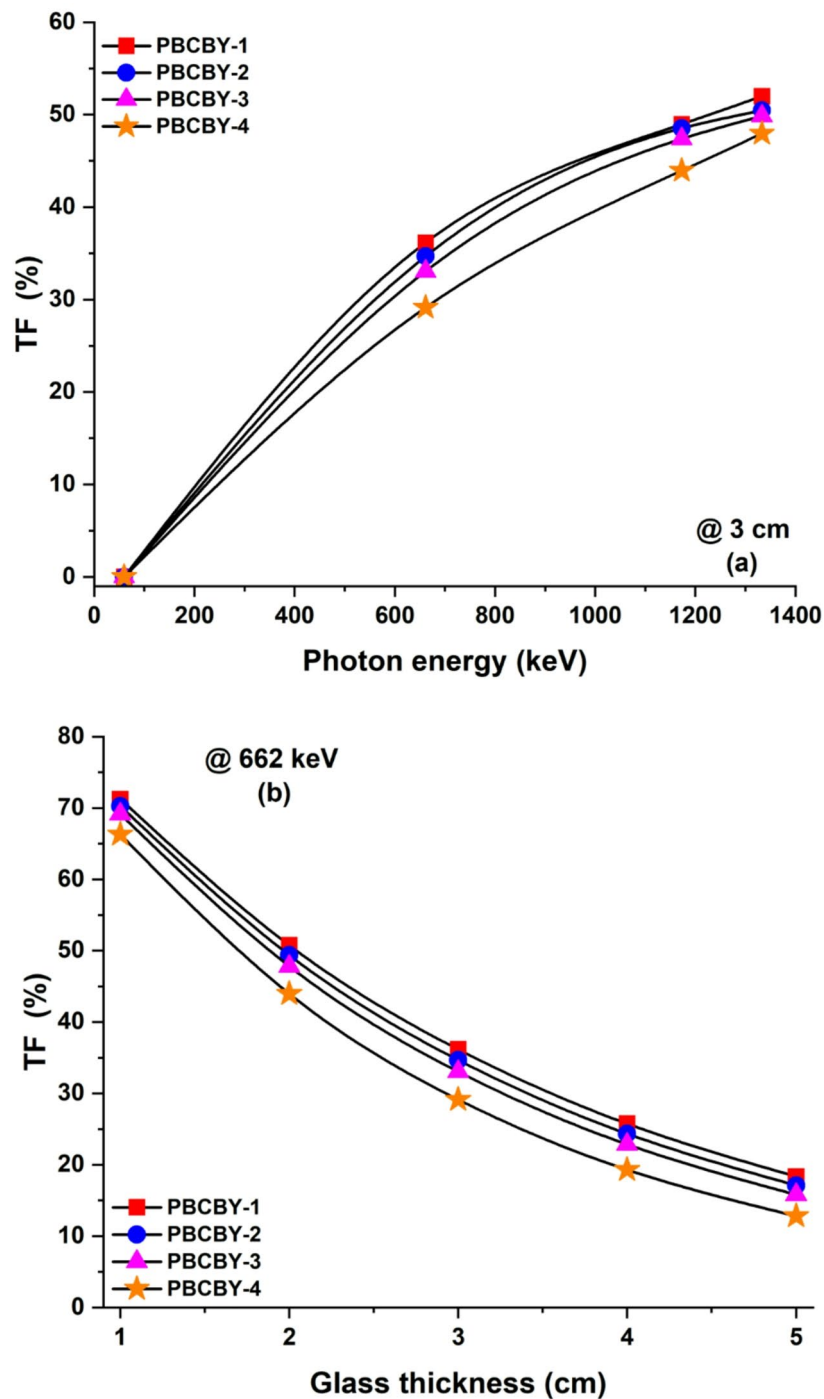 60
50
40
30
20
10
0
TF (%)
PBCBY-1
PBCBY-2
PBCBY-3
PBCBY-4
@ 3 cm
(a)
0 200 400 600 800 1000 1200 1400
Photon energy (keV)
80
70
60
50
40
30
20
10
0
TF (%)
@ 662 keV
(b)
PBCBY-1
PBCBY-2
PBCBY-3
PBCBY-4
1 2 3 4 5
Glass thickness (cm)